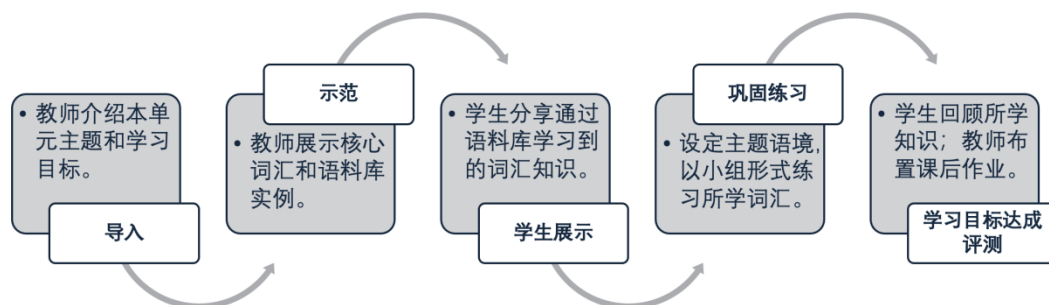 • 教师介绍本单
元主题和学习
目标。
导入
示范
• 教师展示核心
词汇和语料库
实例。
• 学生分享通过
语料库学习到
的词汇知识。
学生展示
巩固练习
• 设定主题语境,
以小组形式练
习所学词汇。
• 学生回顾所学
知识；教师布
置课后作业。
学习目标达成
评测